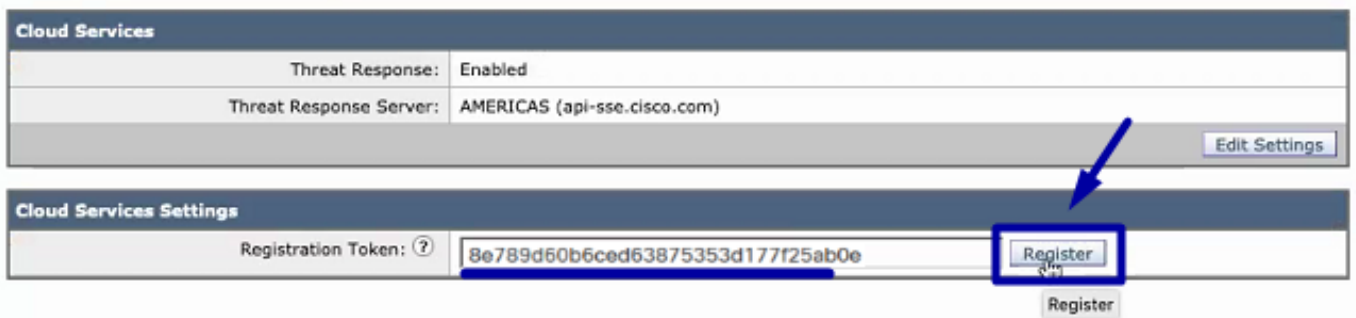 Cloud Services
Threat Response: Enabled
Threat Response Server: AMERICAS (api-sse.cisco.com)
Edit Settings
Cloud Services Settings
Registration Token: ? 8e789d60b6ced63875353d177f25ab0e Register
Register